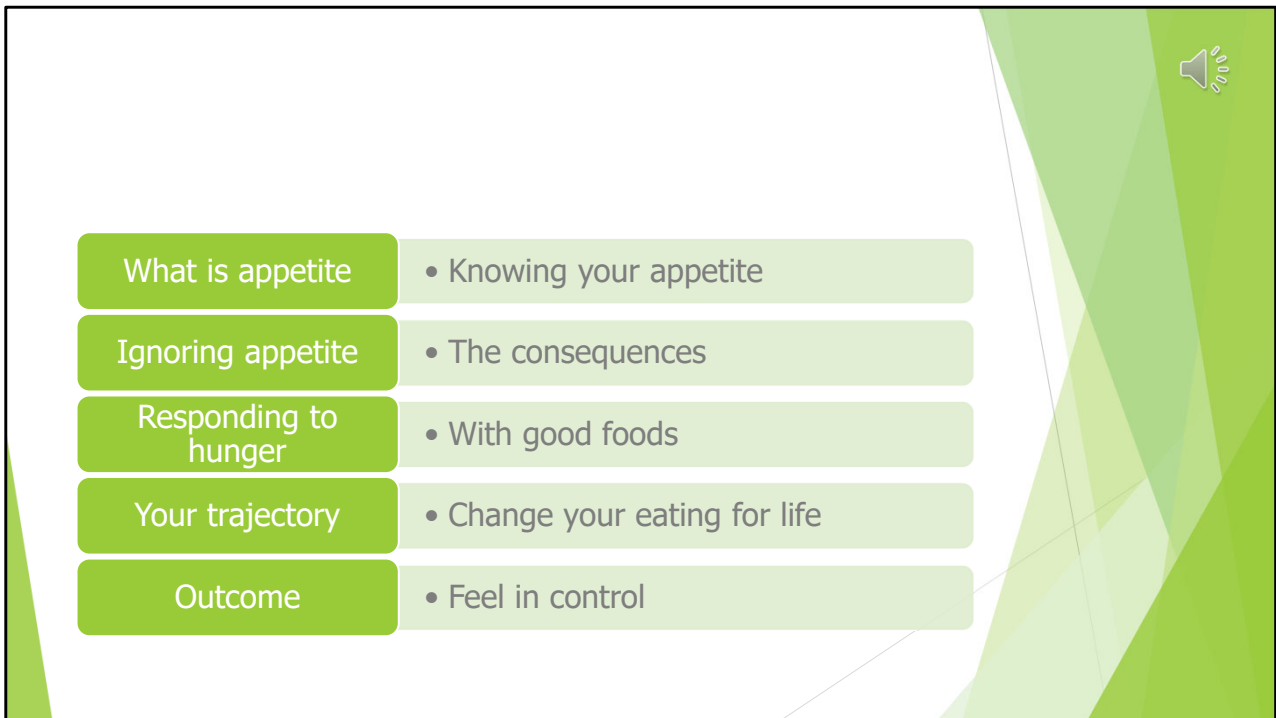 What is appetite
• Knowing your appetite
Ignoring appetite
• The consequences
Responding to
hunger
• With good foods
Your trajectory
• Change your eating for life
Outcome
• Feel in control